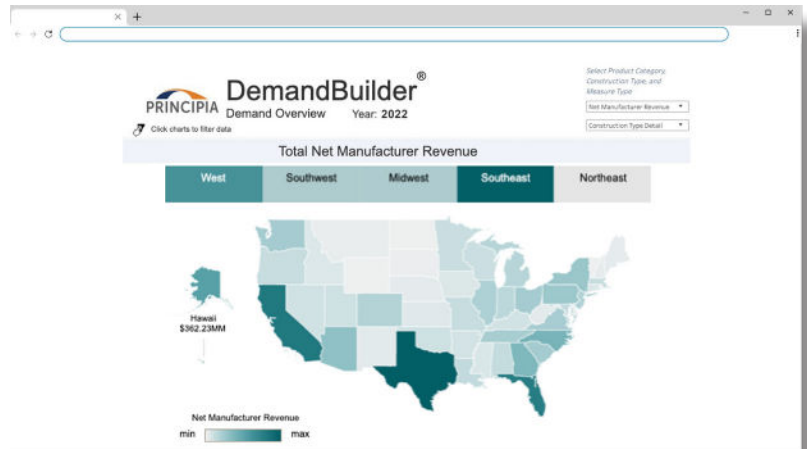 DemandBuilder®
PRINCIPIA
Demand Overview Year: 2022
Click charts to filter data
Select Product Category,
Construction Type, and
Measure Type
Net Manufacturer Revenue
Construction Type Detail
Total Net Manufacturer Revenue
West Southwest Midwest Southeast Northeast
Hawaii
$362.23MM
Net Manufacturer Revenue
min max